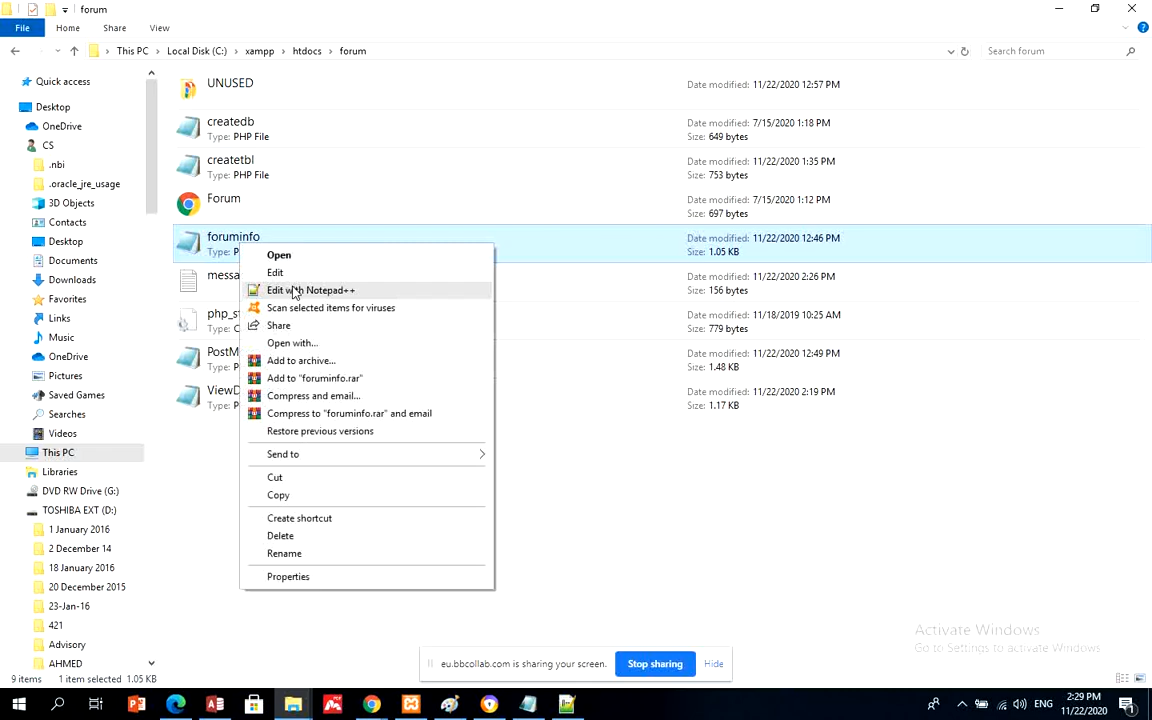 forum
File Home Share View
This PC Local Disk (C:) xampp htdocs forum
Search forum
Quick access
Desktop
OneDrive
CS
.nbi
.oracle_jre_usage
3D Objects
Contacts
Desktop
Documents
Downloads
Favorites
Links
Music
OneDrive
Pictures
Saved Games
Searches
Videos
This PC
Libraries
DVD RW Drive (G:)
TOSHIBA EXT (D:)
1 January 2016
2 December 14
18 January 2016
20 December 2015
23-Jan-16
421
Advisory
AHMED
UNUSED Date modified: 11/22/2020 12:57 PM
createdb Date modified: 7/15/2020 1:18 PM
Type: PHP File Size: 649 bytes
createtbl Date modified: 11/22/2020 1:35 PM
Type: PHP File Size: 753 bytes
Forum Date modified: 7/15/2020 1:12 PM
Size: 697 bytes
foruminfo Date modified: 11/22/2020 12:46 PM
Type: P Size: 1.05 KB
messa Date modified: 11/22/2020 2:26 PM
Size: 156 bytes
php_s Date modified: 11/18/2019 10:25 AM
Type: C Size: 779 bytes
PostM Date modified: 11/22/2020 12:49 PM
Type: P Size: 1.48 KB
ViewD Date modified: 11/22/2020 2:19 PM
Type: P Size: 1.17 KB
Open
Edit
Edit with Notepad++
Scan selected items for viruses
Share
Open with...
Add to archive...
Add to "foruminfo.rar"
Compress and email...
Compress to "foruminfo.rar" and email
Restore previous versions
Send to
Cut
Copy
Create shortcut
Delete
Rename
Properties
Activate Windows
Go to Settings to activate Windows.
eu.bbcollab.com is sharing your screen. Stop sharing Hide
9 items 1 item selected 1.05 KB
ENG
2:29 PM
11/22/2020